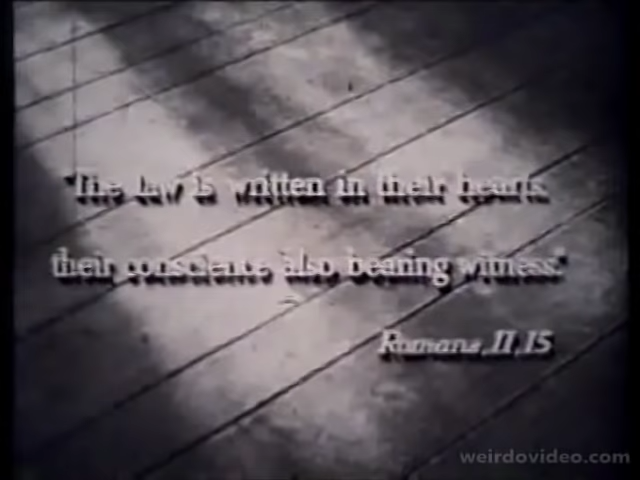 "The law is written in their hearts,
their conscience also bearing witness."
Romans, II, 15
weirdovideo.com